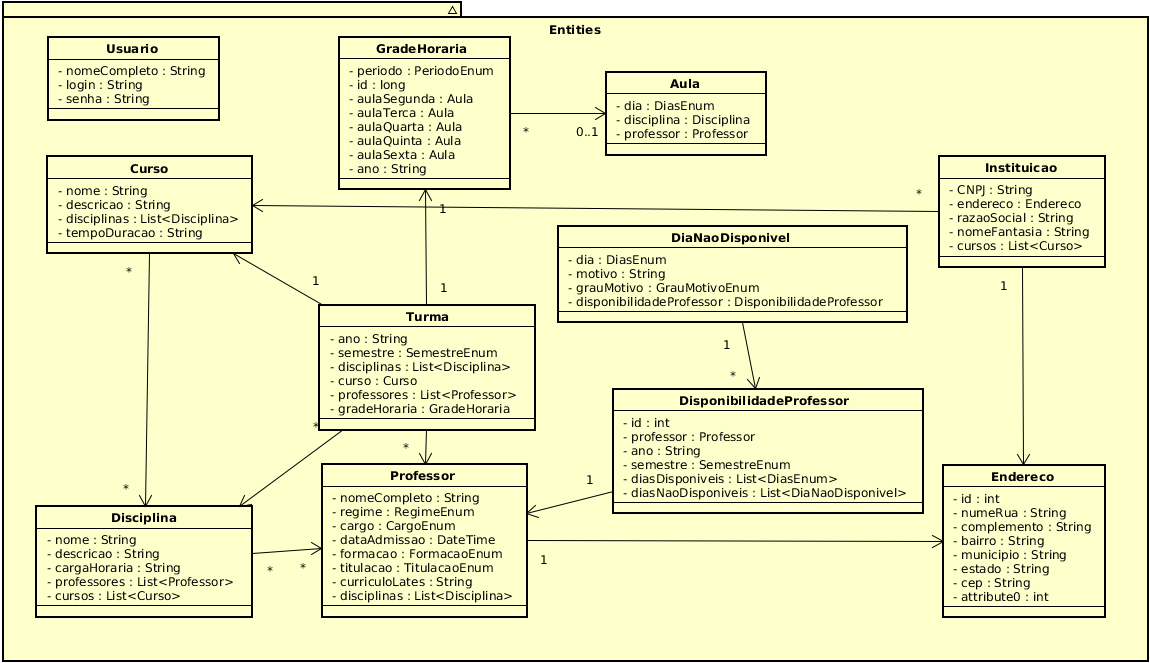 Entities
Usuario
- nomeCompleto : String
- login : String
- senha : String
GradeHoraria
- periodo : PeriodoEnum
- id : long
- aulaSegunda : Aula
- aulaTerca : Aula
- aulaQuarta : Aula
- aulaQuinta : Aula
- aulaSexta : Aula
- ano : String
*
0..1
Aula
- dia : DiasEnum
- disciplina : Disciplina
- professor : Professor
Curso
- nome : String
- descricao : String
- disciplinas : List<Disciplina>
- tempoDuracao : String
*
Instituicao
- CNPJ : String
- endereco : Endereco
- razaoSocial : String
- nomeFantasia : String
- cursos : List<Curso>
1
DiaNaoDisponivel
- dia : DiasEnum
- motivo : String
- grauMotivo : GrauMotivoEnum
- disponibilidadeProfessor : DisponibilidadeProfessor
*
1
1
1
Turma
- ano : String
- semestre : SemestreEnum
- disciplinas : List<Disciplina>
- curso : Curso
- professores : List<Professor>
- gradeHoraria : GradeHoraria
1
*
DisponibilidadeProfessor
- id : int
- professor : Professor
- ano : String
- semestre : SemestreEnum
- diasDisponiveis : List<DiasEnum>
- diasNaoDisponiveis : List<DiaNaoDisponivel>
*
*
1
*
Professor
- nomeCompleto : String
- regime : RegimeEnum
- cargo : CargoEnum
- dataAdmissao : DateTime
- formacao : FormacaoEnum
- titulacao : TitulacaoEnum
- curriculoLates : String
- disciplinas : List<Disciplina>
Endereco
- id : int
- numeRua : String
- complemento : String
- bairro : String
- municipio : String
- estado : String
- cep : String
- attribute0 : int
Disciplina
- nome : String
- descricao : String
- cargaHoraria : String
- professores : List<Professor>
- cursos : List<Curso>
*
*
1